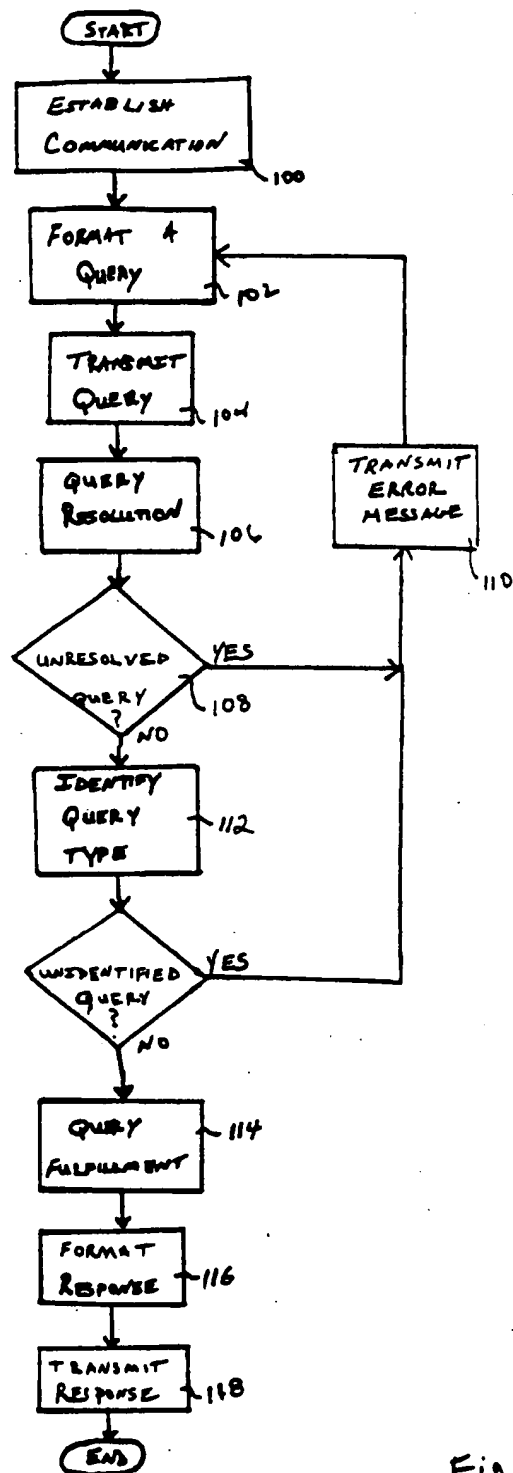 START
ESTABLISH
COMMUNICATION
100
FORMAT A
QUERY
102
TRANSMIT
QUERY
104
QUERY
RESOLUTION
106
TRANSMIT
ERROR
MESSAGE
110
UNRESOLVED
QUERY
?
YES
108
NO
IDENTIFY
QUERY
TYPE
112
UNIDENTIFIED
QUERY
?
YES
NO
QUERY
FULFILLMENT
114
FORMAT
RESPONSE
116
TRANSMIT
RESPONSE
118
END
Fig